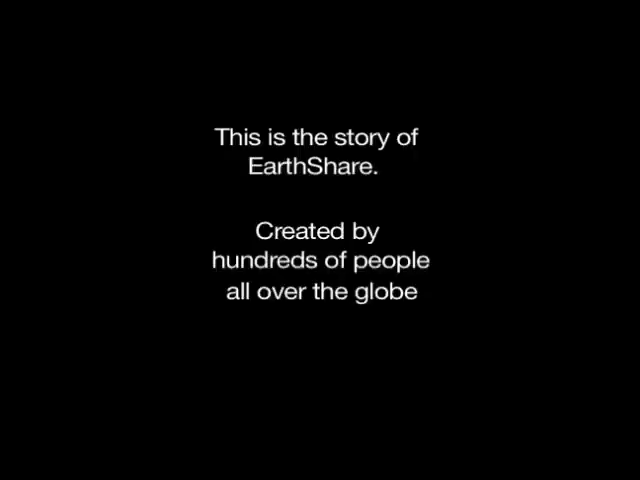 This is the story of
EarthShare.
Created by
hundreds of people
all over the globe